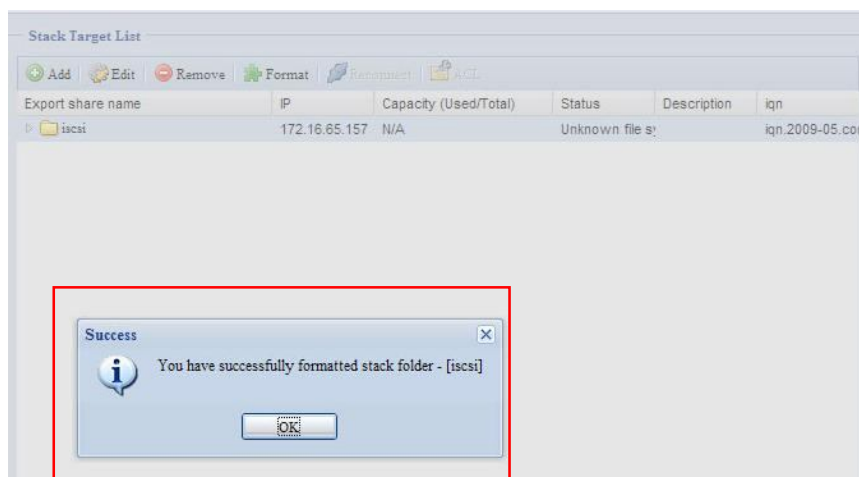 Stack Target List
Add Edit Remove Format Reconnect ACL
Export share name IP Capacity (Used/Total) Status Description iqn
iscsi 172.16.65.157 N/A Unknown file sy iqn.2009-05.co
Success
You have successfully formatted stack folder - [iscsi]
OK